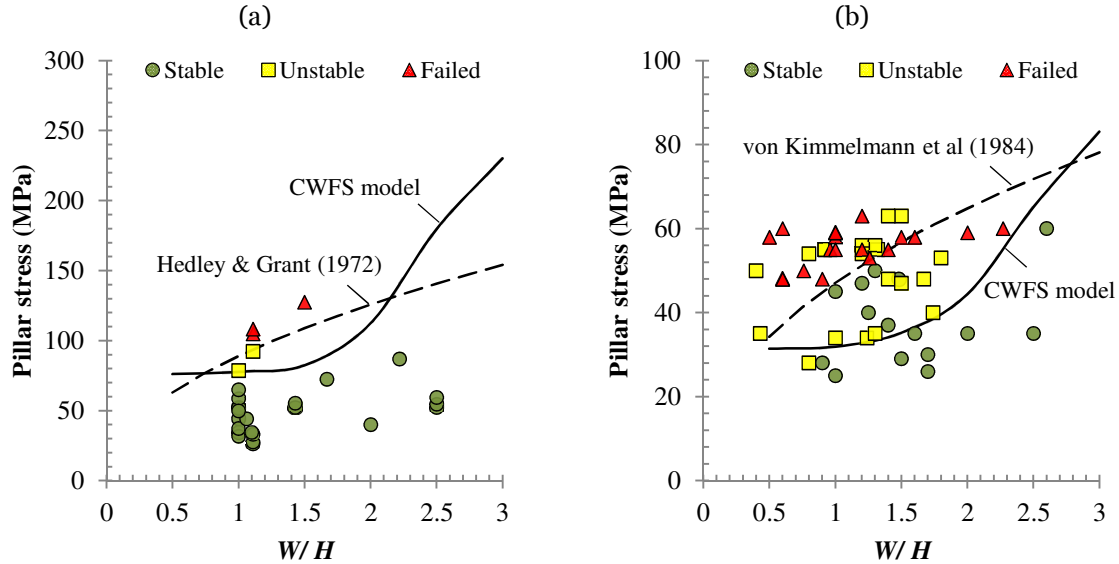 (a)
300
250
200
150
100
50
0
Pillar stress (MPa)
Stable Unstable Failed
CWFS model
Hedley & Grant (1972)
0 0.5 1 1.5 2 2.5 3
W/ H
(b)
100
80
60
40
20
0
Pillar stress (MPa)
Stable Unstable Failed
von Kimmelmann et al (1984)
CWFS model
0 0.5 1 1.5 2 2.5 3
W/ H